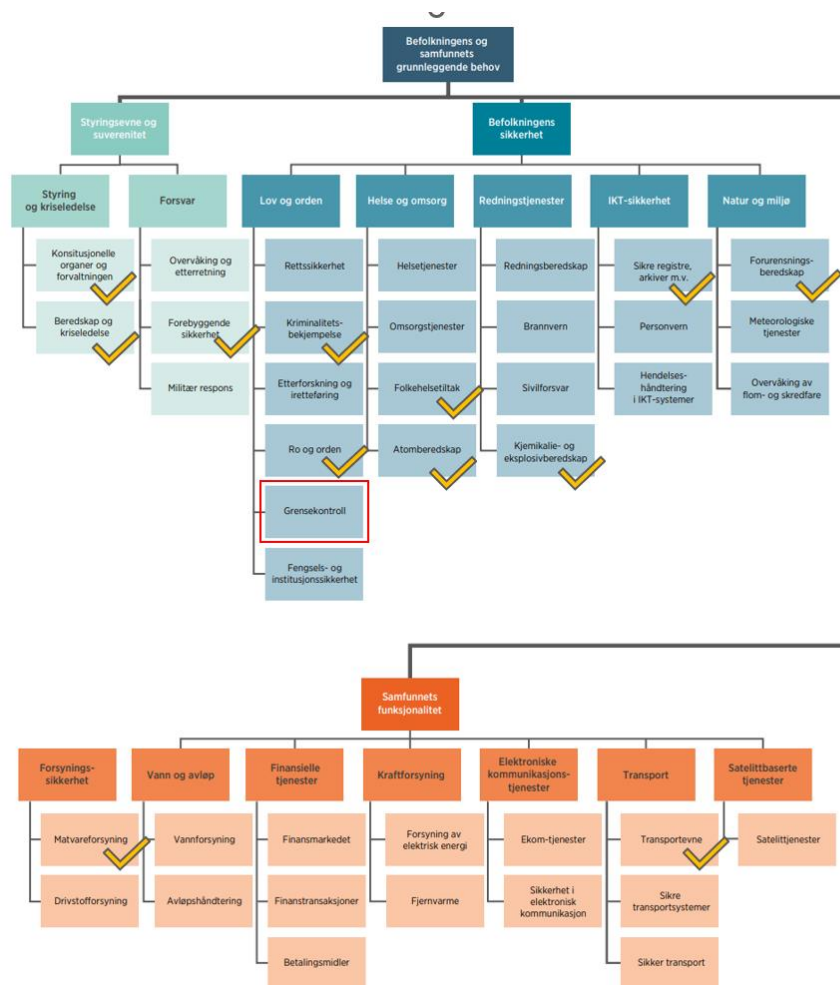 Befolkningens og
samfunnets
grunnleggende behov
Styringsevne og
suverenitet
Befolkningens
sikkerhet
Styring
og kriseledelse
Forsvar
Lov og orden
Helse og omsorg
Redningstjenester
IKT-sikkerhet
Natur og miljø
Konsitusjonelle
organer og
forvaltningen
Beredskap og
kriseledelse
Overvåking og
etterretning
Forebyggende
sikkerhet
Militær respons
Rettssikkerhet
Kriminalitets-
bekjempelse
Etterforskning og
iretteføring
Ro og orden
Grensekontroll
Fengsels- og
institusjonssikkerhet
Helsetjenester
Omsorgstjenester
Folkehelsetiltak
Atomberedskap
Redningsberedskap
Brannvern
Sivilforsvar
Kjemikalie- og
eksplosivberedskap
Sikre registre,
arkiver m.v.
Personvern
Hendelses-
håndtering
i IKT-systemer
Forurensnings-
beredskap
Meteorologiske
tjenester
Overvåking av
flom- og skredfare
Samfunnets
funksjonalitet
Forsynings-
sikkerhet
Vann og avløp
Finansielle
tjenester
Kraftforsyning
Elektroniske
kommunikasjons-
tjenester
Transport
Satelittbaserte
tjenester
Matvareforsyning
Drivstofforsyning
Vannforsyning
Avløpshåndtering
Finansmarkedet
Finanstransaksjoner
Betalingsmidler
Forsyning av
elektrisk energi
Fjernvarme
Ekom-tjenester
Sikkerhet i
elektronisk
kommunikasjon
Transportevne
Sikre
transportsystemer
Sikker transport
Satelittjenester